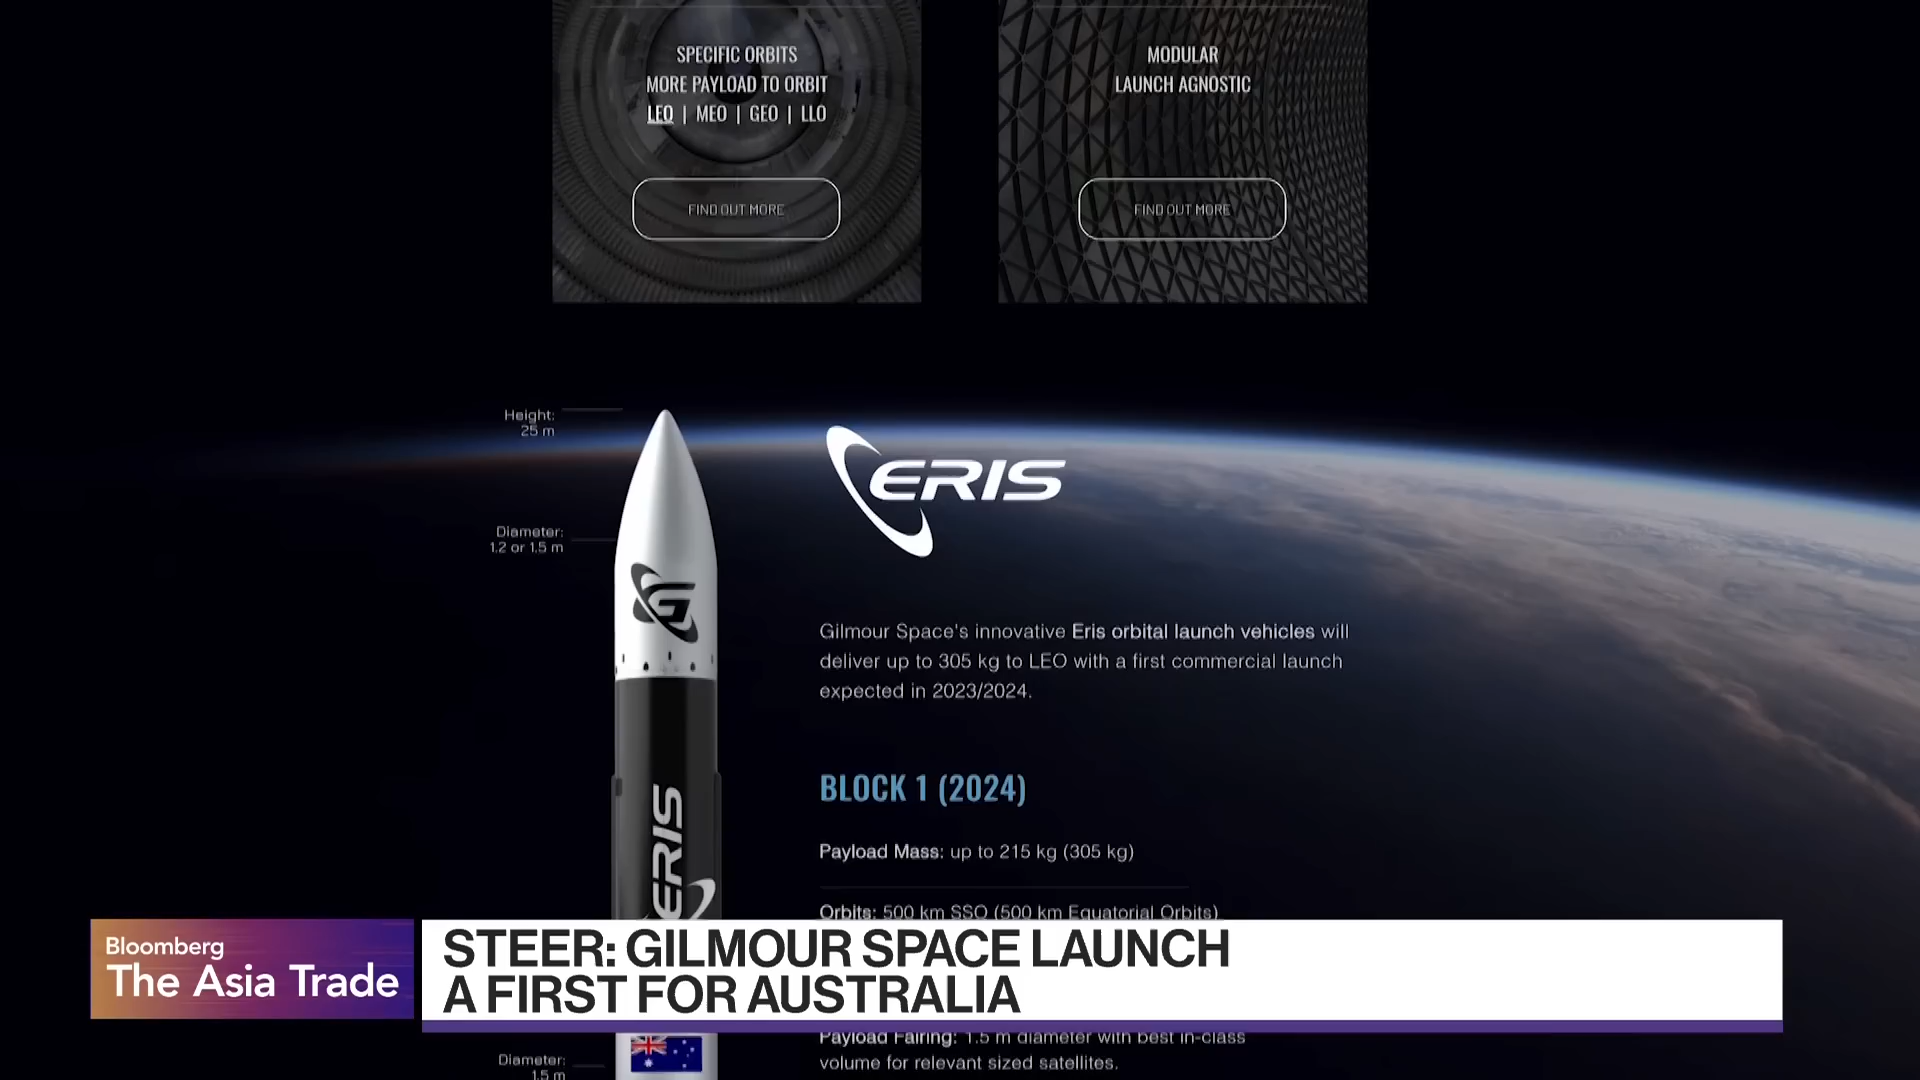 SPECIFIC ORBITS
MORE PAYLOAD TO ORBIT
LEO | MEO | GEO | LLO
FIND OUT MORE
MODULAR
LAUNCH AGNOSTIC
FIND OUT MORE
Height:
25 m
Diameter:
1.2 or 1.5 m
ERIS
Gilmour Space's innovative Eris orbital launch vehicles will
deliver up to 305 kg to LEO with a first commercial launch
expected in 2023/2024.
BLOCK 1 (2024)
Payload Mass: up to 215 kg (305 kg)
Orbits: 500 km SSO (500 km Equatorial Orbits)
ERIS
Bloomberg
The Asia Trade
STEER: GILMOUR SPACE LAUNCH
A FIRST FOR AUSTRALIA
Payload Fairing: 1.5 m diameter with best in-class
volume for relevant sized satellites.
Diameter:
1.5 m